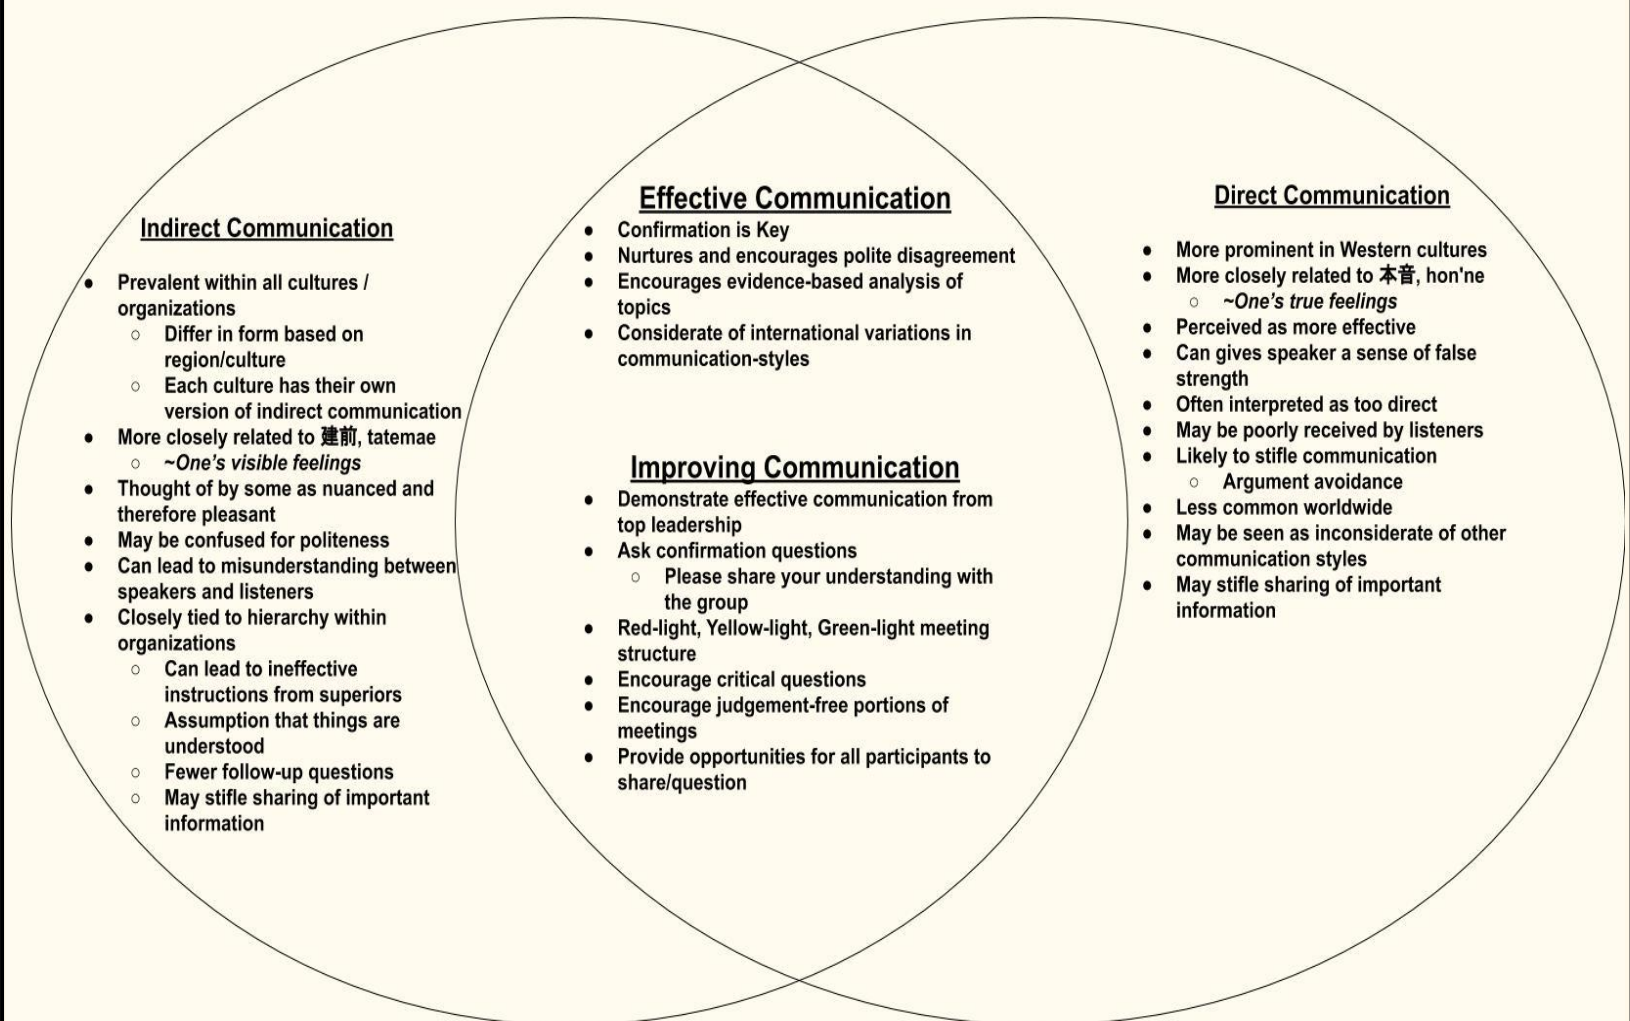 Indirect Communication
● Prevalent within all cultures /
organizations
○ Differ in form based on
region/culture
○ Each culture has their own
version of indirect communication
● More closely related to 建前, tatemae
○ ~One's visible feelings
● Thought of by some as nuanced and
therefore pleasant
● May be confused for politeness
● Can lead to misunderstanding between
speakers and listeners
● Closely tied to hierarchy within
organizations
○ Can lead to ineffective
instructions from superiors
○ Assumption that things are
understood
○ Fewer follow-up questions
○ May stifle sharing of important
information
Effective Communication
● Confirmation is Key
● Nurtures and encourages polite disagreement
● Encourages evidence-based analysis of
topics
● Considerate of international variations in
communication-styles
Improving Communication
● Demonstrate effective communication from
top leadership
● Ask confirmation questions
○ Please share your understanding with
the group
● Red-light, Yellow-light, Green-light meeting
structure
● Encourage critical questions
● Encourage judgement-free portions of
meetings
● Provide opportunities for all participants to
share/question
Direct Communication
● More prominent in Western cultures
● More closely related to 本音, hon'ne
○ ~One's true feelings
● Perceived as more effective
● Can gives speaker a sense of false
strength
● Often interpreted as too direct
● May be poorly received by listeners
● Likely to stifle communication
○ Argument avoidance
● Less common worldwide
● May be seen as inconsiderate of other
communication styles
● May stifle sharing of important
information